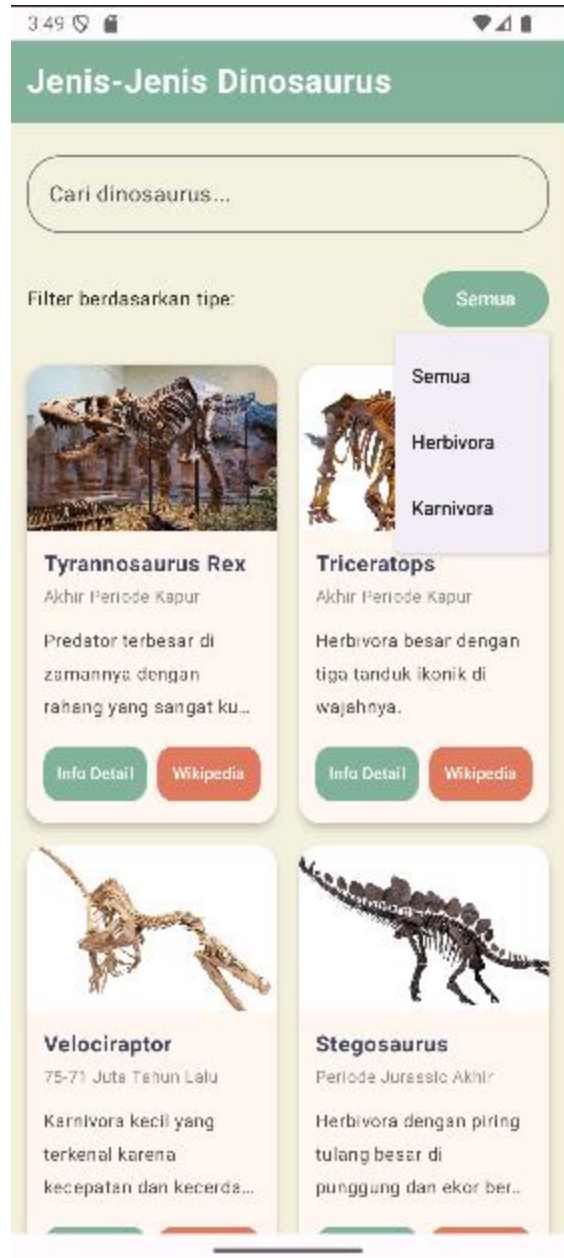 3:49
Jenis-Jenis Dinosaurus
Cari dinosaurus...
Filter berdasarkan tipe:
Semua
Semua
Herbivora
Karnivora
Tyrannosaurus Rex
Akhir Periode Kapur
Predator terbesar di
zamannya dengan
rahang yang sangat ku...
Info Detail
Wikipedia
Triceratops
Akhir Periode Kapur
Herbivora besar dengan
tiga tanduk ikonik di
wajahnya.
Info Detail
Wikipedia
Velociraptor
75-71 Juta Tahun Lalu
Karnivora kecil yang
terkenal karena
kecepatan dan kecerda...
Stegosaurus
Periode Jurassic Akhir
Herbivora dengan piring
tulang besar di
punggung dan ekor ber...